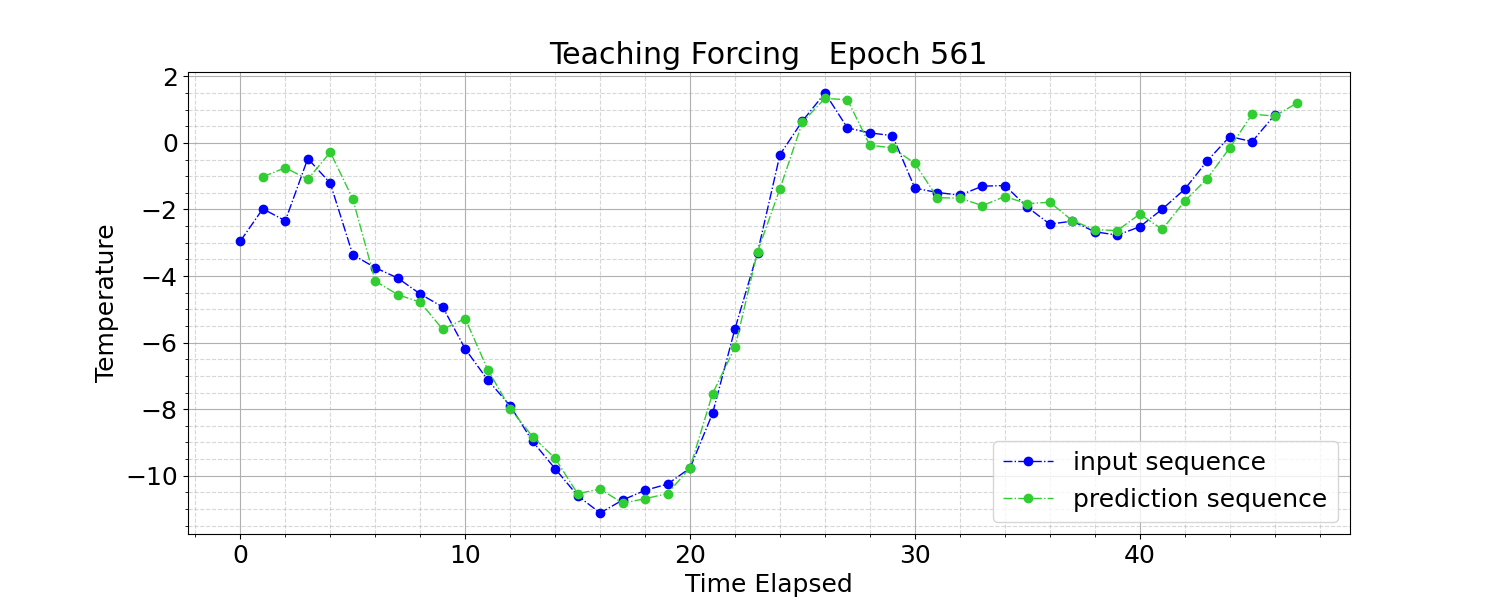 Teaching Forcing   Epoch 561
Temperature
2
0
−2
−4
−6
−8
−10
input sequence
prediction sequence
0 10 20 30 40
Time Elapsed